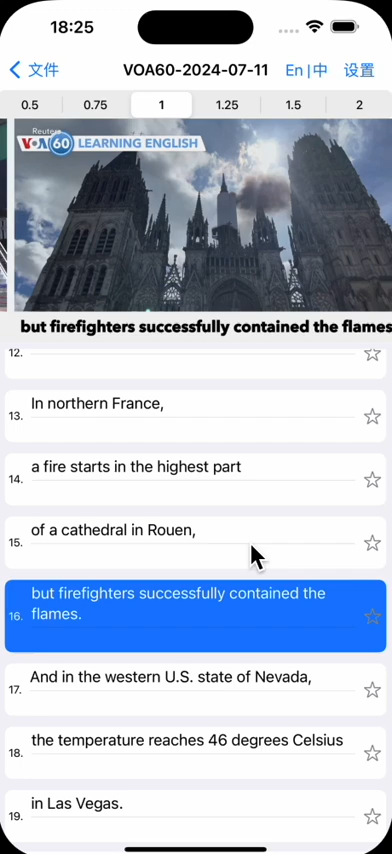 18:25
文件
VOA60-2024-07-11
En|中
设置
0.5 0.75 1 1.25 1.5 2
Reuters
VOA 60 LEARNING ENGLISH
but firefighters successfully contained the flames
12.
13. In northern France,
14. a fire starts in the highest part
15. of a cathedral in Rouen,
16. but firefighters successfully contained the
flames.
17. And in the western U.S. state of Nevada,
18. the temperature reaches 46 degrees Celsius
19. in Las Vegas.